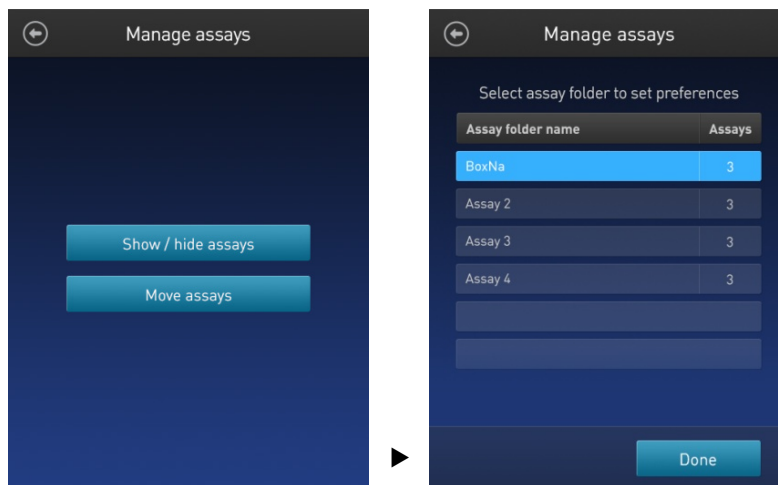 Manage assays
Show / hide assays
Move assays
Manage assays
Select assay folder to set preferences
Assay folder name Assays
BoxNa 3
Assay 2 3
Assay 3 3
Assay 4 3
Done